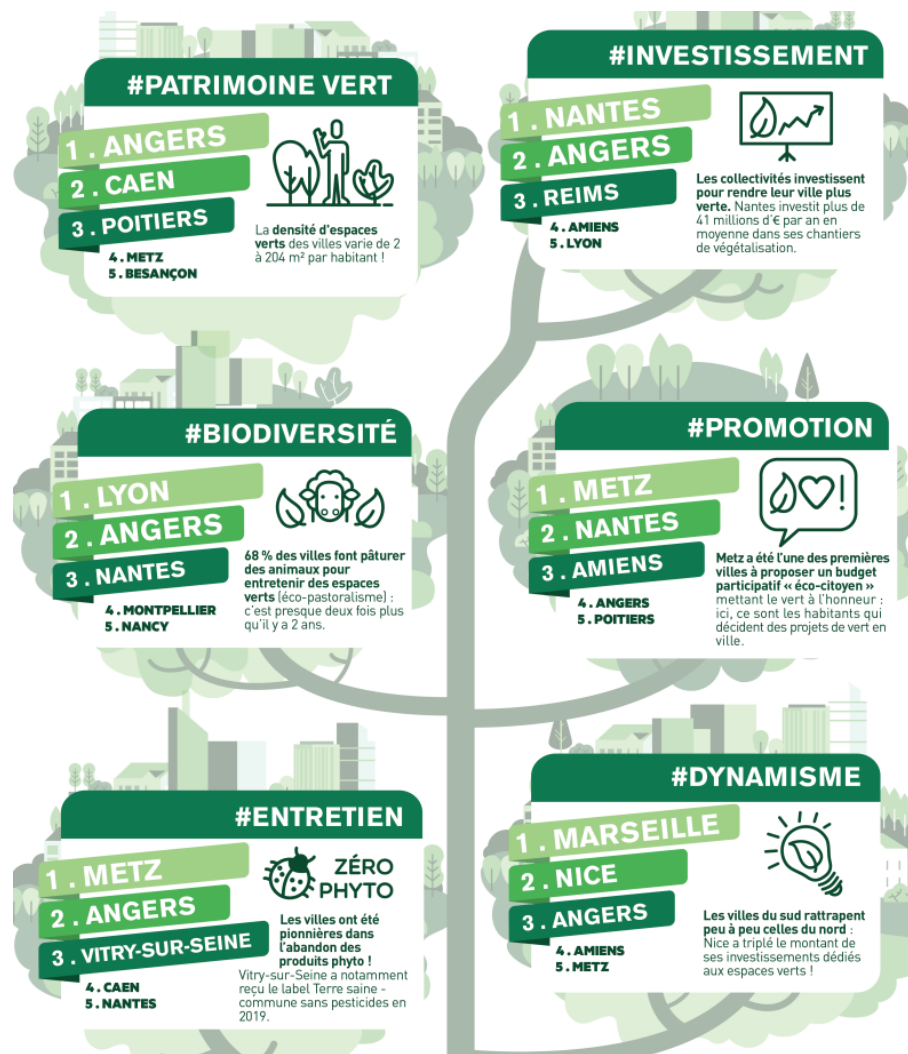 #PATRIMOINE VERT
1 . ANGERS
2 . CAEN
3 . POITIERS
4 . METZ
5 . BESANÇON
La densité d'espaces
verts des villes varie de 2
à 204 m² par habitant !
#INVESTISSEMENT
1 . NANTES
2 . ANGERS
3 . REIMS
4 . AMIENS
5 . LYON
Les collectivités investissent
pour rendre leur ville plus
verte. Nantes investit plus de
41 millions d'€ par an en
moyenne dans ses chantiers
de végétalisation.
#BIODIVERSITÉ
1 . LYON
2 . ANGERS
3 . NANTES
4 . MONTPELLIER
5 . NANCY
68 % des villes font pâturer
des animaux pour
entretenir des espaces
verts (éco-pastoralisme) :
c'est presque deux fois plus
qu'il y a 2 ans.
#PROMOTION
1 . METZ
2 . NANTES
3 . AMIENS
4 . ANGERS
5 . POITIERS
Metz a été l'une des premières
villes à proposer un budget
participatif « éco-citoyen »
mettant le vert à l'honneur :
ici, ce sont les habitants qui
décident des projets de vert en
ville.
#ENTRETIEN
1 . METZ
2 . ANGERS
3 . VITRY-SUR-SEINE
4 . CAEN
5 . NANTES
ZÉRO
PHYTO
Les villes ont été
pionnières dans
l'abandon des
produits phyto !
Vitry-sur-Seine a notamment
reçu le label Terre saine -
commune sans pesticides en
2019.
#DYNAMISME
1 . MARSEILLE
2 . NICE
3 . ANGERS
4 . AMIENS
5 . METZ
Les villes du sud rattrapent
peu à peu celles du nord :
Nice a triplé le montant de
ses investissements dédiés
aux espaces verts !